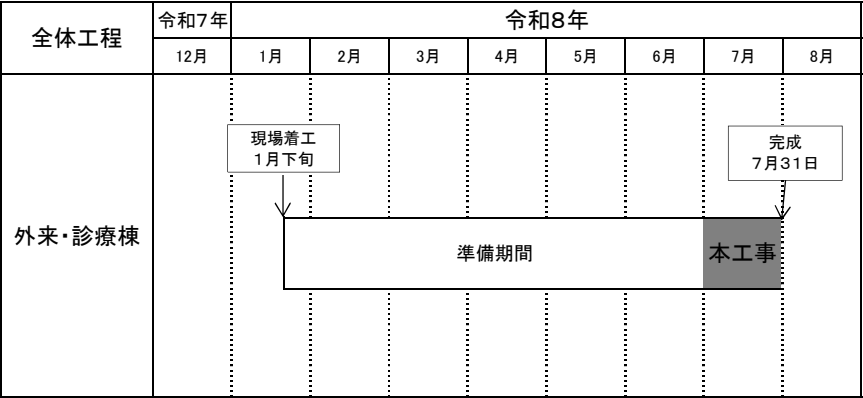 全体工程
令和7年
令和8年
12月
1月
2月
3月
4月
5月
6月
7月
8月
現場着工
1月下旬
完成
7月31日
外来・診療棟
準備期間
本工事